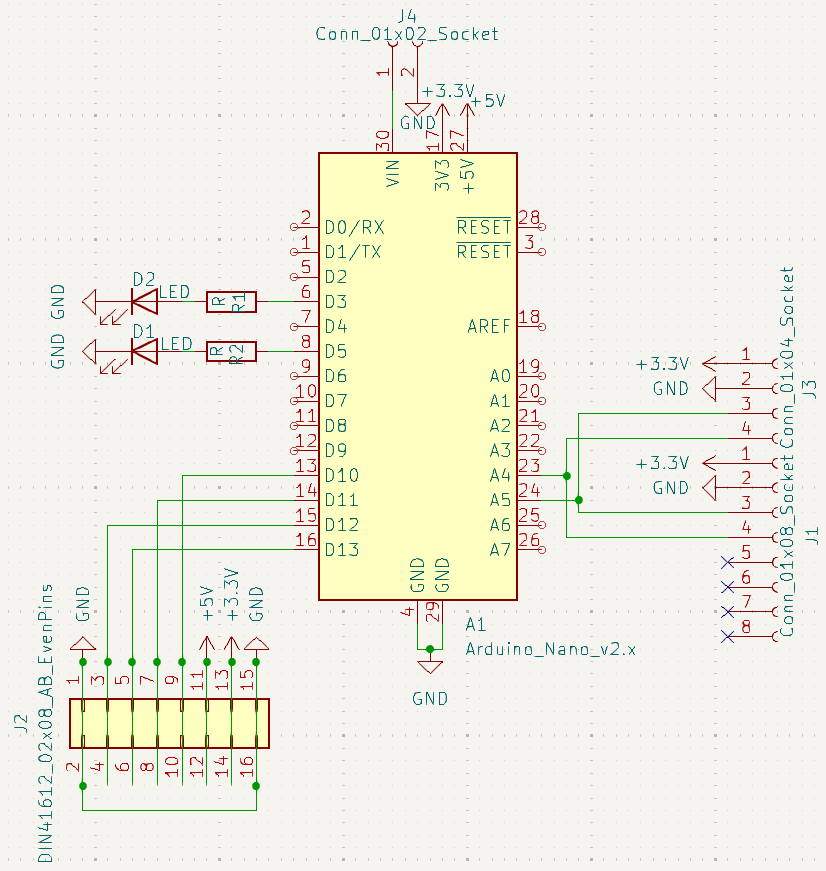 J4
Conn_01x02_Socket
1
2
+3.3V
+5V
GND
30
17
27
VIN
3V3
+5V
2
D0/RX
RESET
28
1
D1/TX
RESET
3
5
D2
D2
LED
R
R1
GND
6
D3
7
D4
AREF
18
D1
LED
R
R2
GND
8
D5
9
D6
A0
19
10
D7
A1
20
11
D8
A2
21
12
D9
A3
22
13
D10
A4
23
14
D11
A5
24
15
D12
A6
25
16
D13
A7
26
GND
GND
4
29
A1
Arduino_Nano_v2.x
GND
+3.3V
1
GND
2
3
4
Conn_01x04_Socket
J3
+3.3V
1
GND
2
3
4
5
6
7
8
Conn_01x08_Socket
J1
GND
+5V
+3.3V
GND
1
3
5
7
9
11
13
15
J2
DIN41612_02x08_AB_EvenPins
2
4
6
8
10
12
14
16